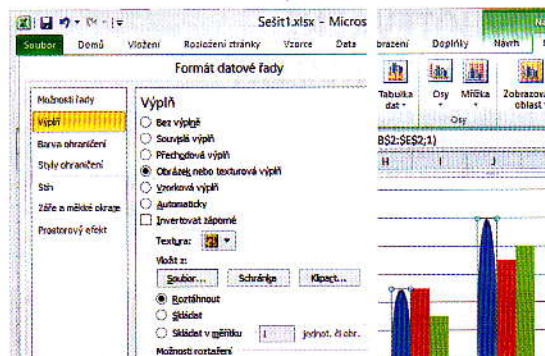 Sešit1.xlsx - Micros
Soubor Domů Vložení Rozložení stránky Vzorce Data
brazení Doplňky Návrh
Formát datové řady
Možnosti řady
Výplň
Barva ohraničení
Styly ohraničení
Stín
Záře a měkké okraje
Prostorový efekt
Výplň
Bez výplně
Souvislá výplň
Přechodová výplň
Obrázek nebo texturová výplň
Vzorková výplň
Automaticky
Invertovat záporné
Textura:
Vložit z:
Soubor... Schránka Klipart...
Roztáhnout
Skládat
Skládat v měřítku 1 jednot. či obr.
Možnosti roztažení
Tabulka dat Osy Mřížka Zobrazova oblast
Osy
B$2:$E$2;1)
H I J